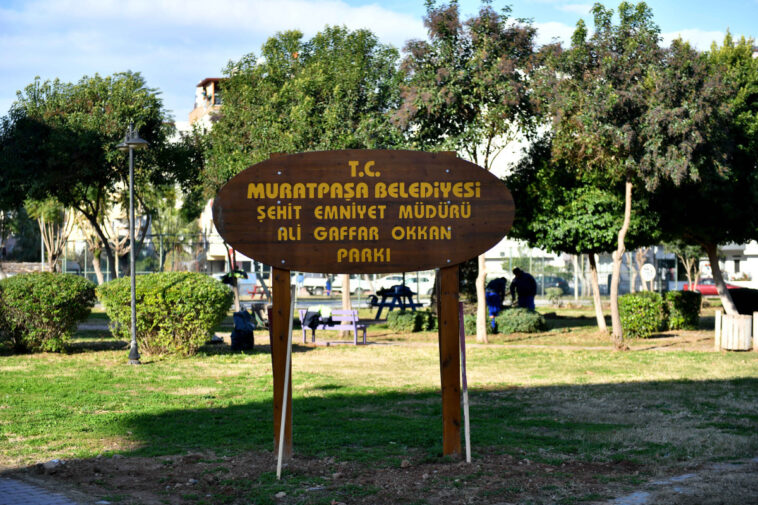 T.C.
MURATPAŞA BELEDİYESİ
ŞEHİT EMNİYET MÜDÜRÜ
ALİ GAFFAR OKKAN
PARKI